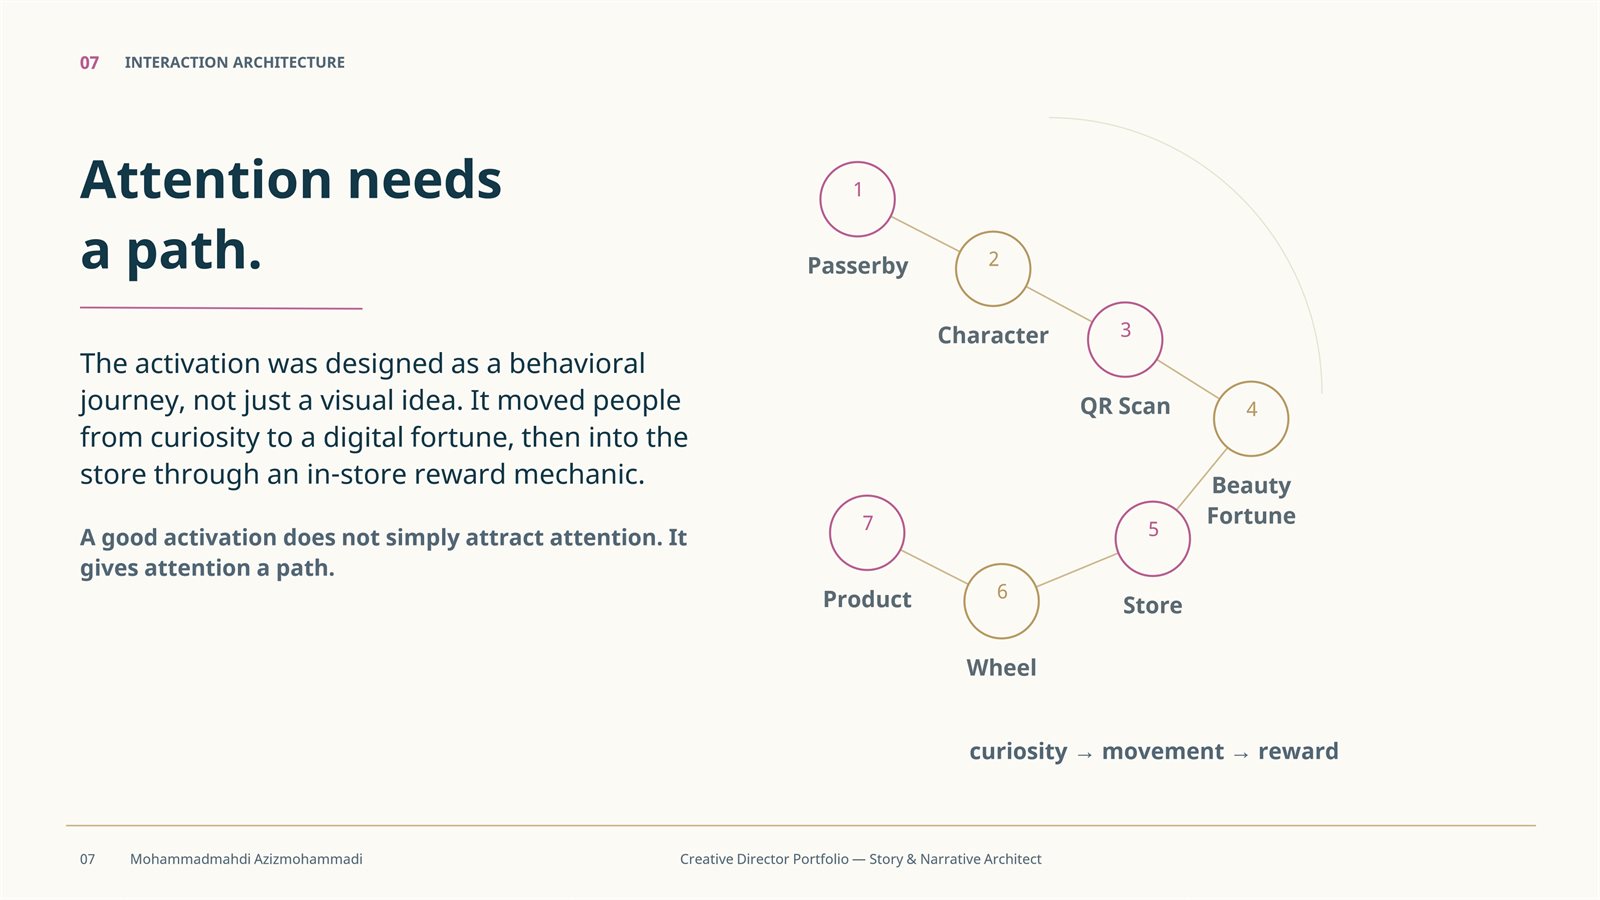 07 INTERACTION ARCHITECTURE
Attention needs
a path.
The activation was designed as a behavioral
journey, not just a visual idea. It moved people
from curiosity to a digital fortune, then into the
store through an in-store reward mechanic.
A good activation does not simply attract attention. It
gives attention a path.
1
Passerby
2
Character
3
QR Scan
4
Beauty
Fortune
5
Store
6
Wheel
7
Product
curiosity → movement → reward
07 Mohammadmahdi Azizmohammadi Creative Director Portfolio — Story & Narrative Architect